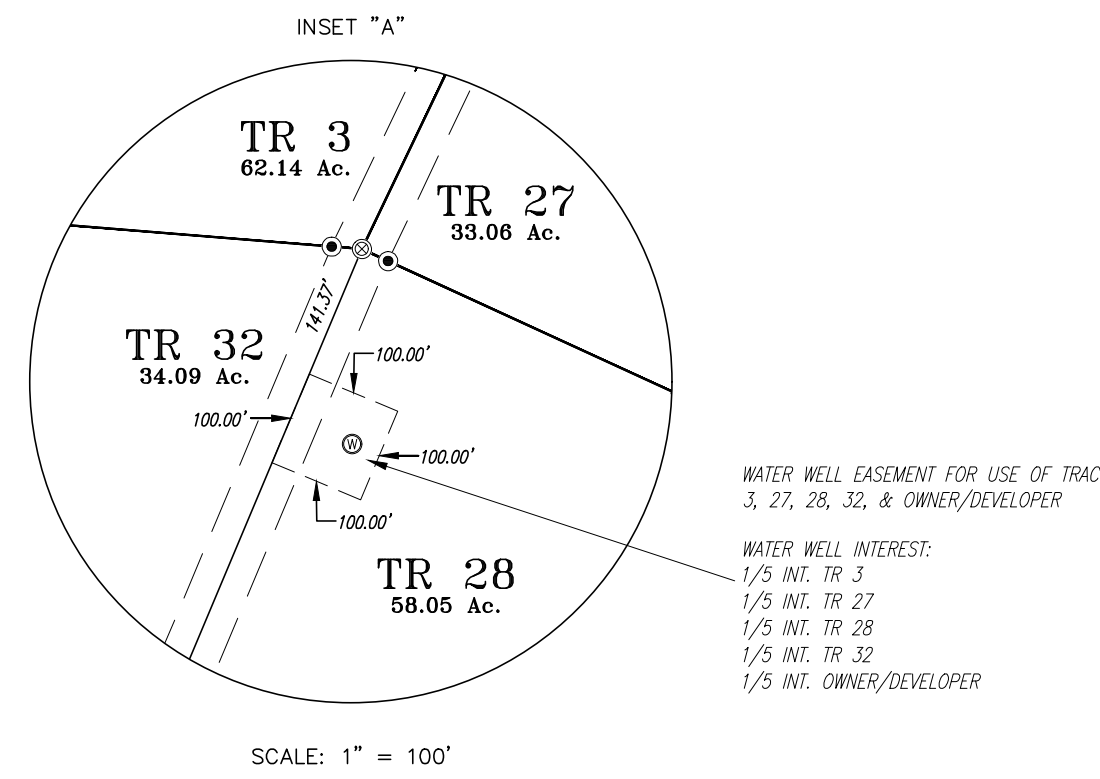 INSET "A"
TR 3
62.14 Ac.
TR 27
33.06 Ac.
141.37'
TR 32
34.09 Ac.
100.00'
100.00'
W
100.00'
100.00'
TR 28
58.05 Ac.
WATER WELL EASEMENT FOR USE OF TRAC
3, 27, 28, 32, & OWNER/DEVELOPER
WATER WELL INTEREST:
1/5 INT. TR 3
1/5 INT. TR 27
1/5 INT. TR 28
1/5 INT. TR 32
1/5 INT. OWNER/DEVELOPER
SCALE: 1" = 100'